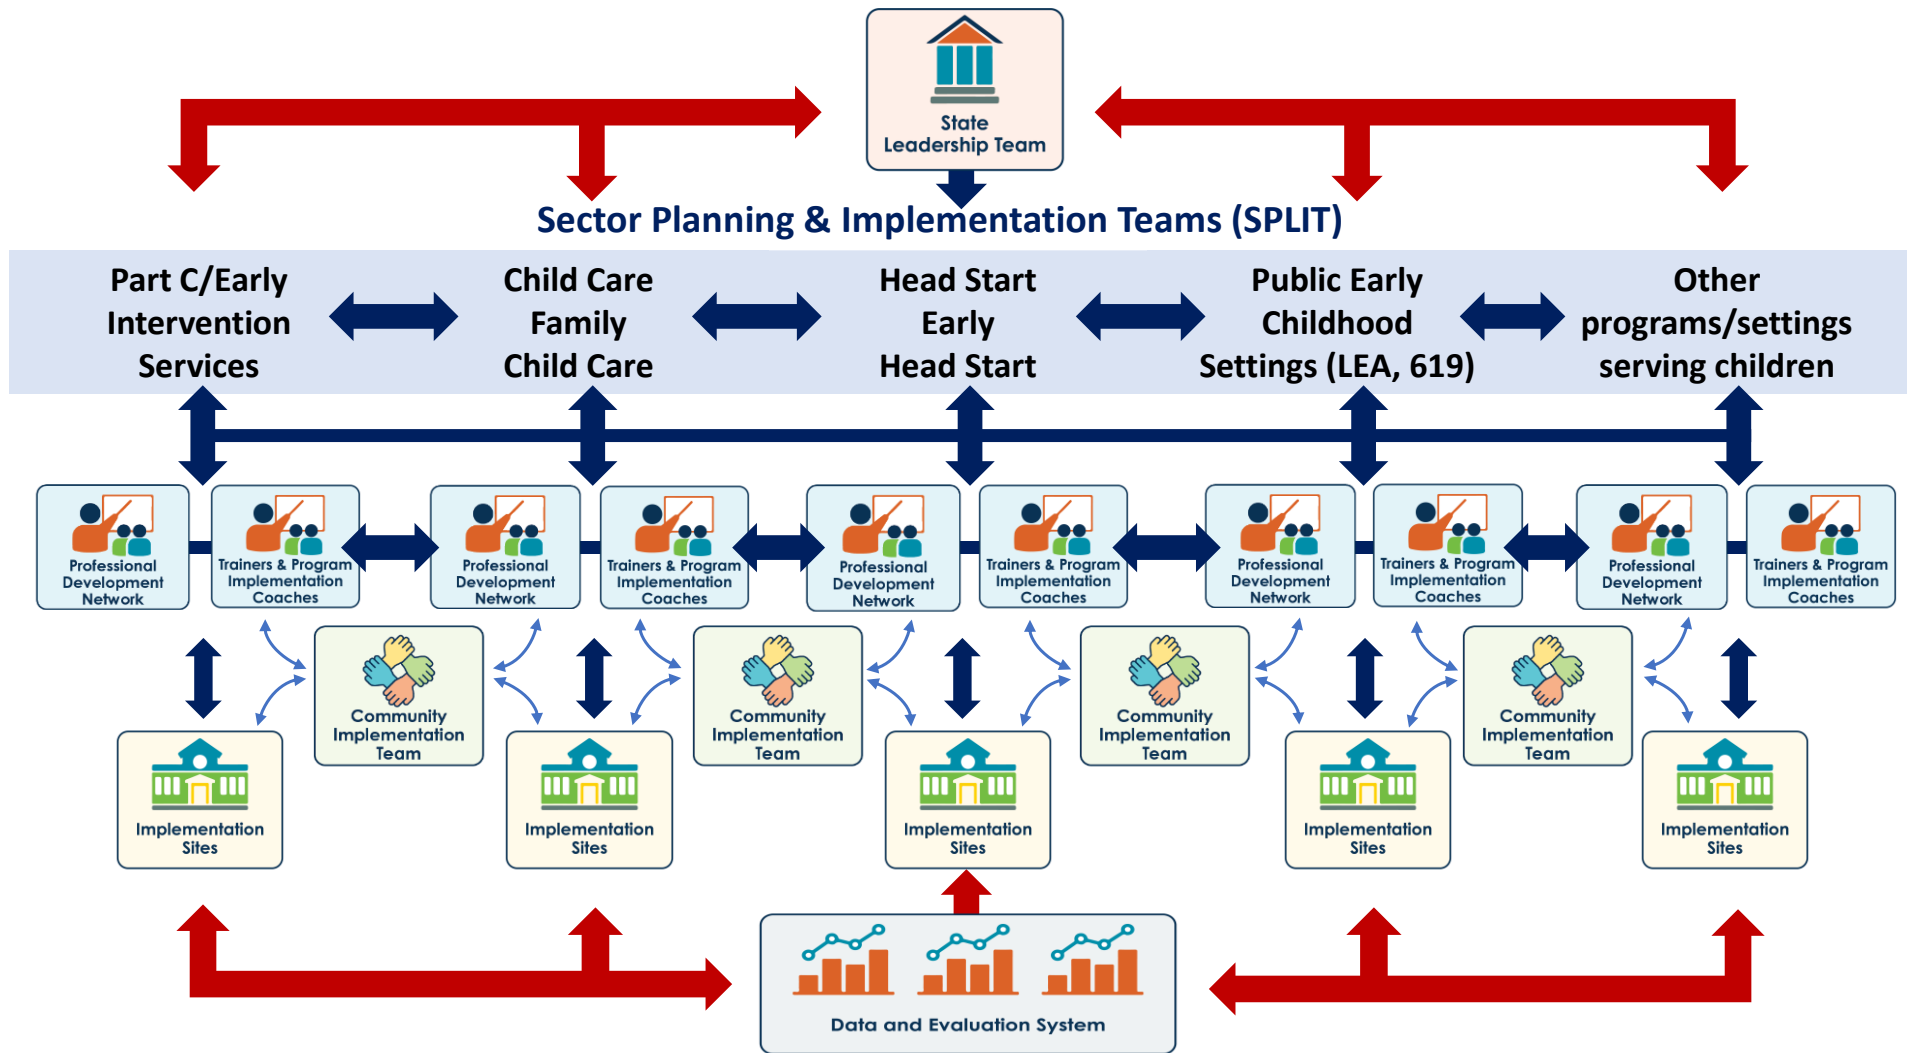 State
Leadership Team
Sector Planning & Implementation Teams (SPLIT)
Part C/Early
Intervention
Services
Child Care
Family
Child Care
Head Start
Early
Head Start
Public Early
Childhood
Settings (LEA, 619)
Other
programs/settings
serving children
Professional
Development
Network
Trainers & Program
Implementation
Coaches
Professional
Development
Network
Trainers & Program
Implementation
Coaches
Professional
Development
Network
Trainers & Program
Implementation
Coaches
Professional
Development
Network
Trainers & Program
Implementation
Coaches
Professional
Development
Network
Trainers & Program
Implementation
Coaches
Community
Implementation
Team
Community
Implementation
Team
Community
Implementation
Team
Community
Implementation
Team
Implementation
Sites
Implementation
Sites
Implementation
Sites
Implementation
Sites
Implementation
Sites
Data and Evaluation System